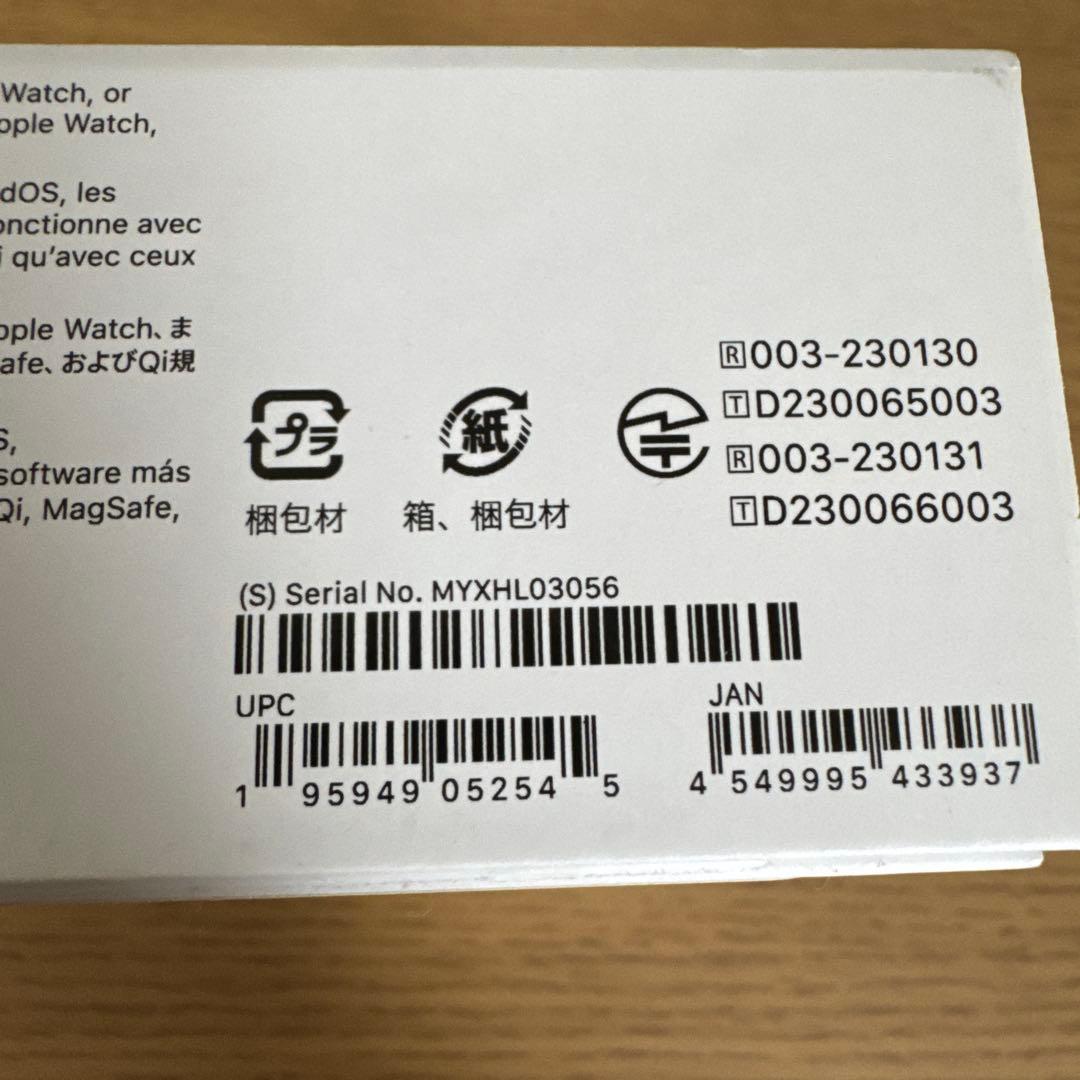 Watch, or
pple Watch,
dOS, les
onctionne avec
i qu'avec ceux
pple Watch、ま
afe、およびQi規
S,
software más
Qi, MagSafe,
プラ
梱包材
紙
箱、梱包材
R003-230130
TD230065003
R003-230131
TD230066003
(S) Serial No. MYXHL03056
UPC
1 95949 05254 5
JAN
4 549995 433937